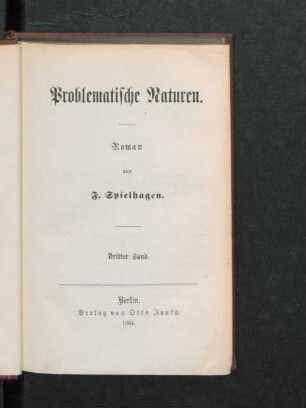 Problematische Naturen.
Roman
von
F. Spielhagen.
Dritter Band.
Berlin.
Verlag von Otto Janke.
1861.